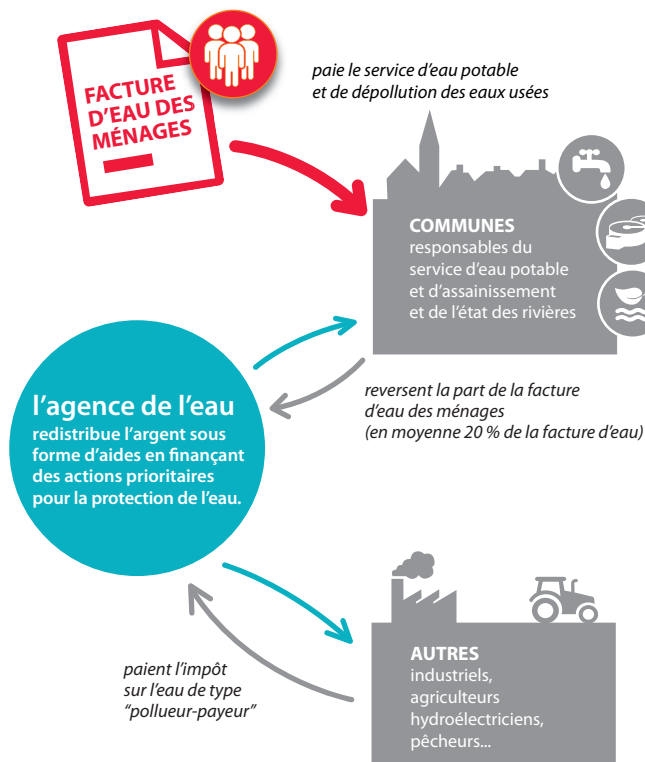 FACTURE
D’EAU DES
MÉNAGES
paie le service d’eau potable
et de dépollution des eaux usées
COMMUNES
responsables du
service d’eau potable
et d’assainissement
et de l’état des rivières
reversent la part de la facture
d’eau des ménages
(en moyenne 20 % de la facture d’eau)
l’agence de l’eau
redistribue l’argent sous
forme d’aides en finançant
des actions prioritaires
pour la protection de l’eau.
paient l’impôt
sur l’eau de type
“pollueur-payeur”
AUTRES
industriels,
agriculteurs
hydroélectriciens,
pêcheurs...